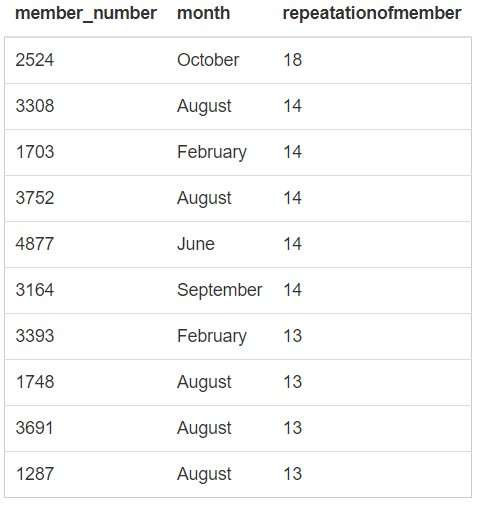 member_number month repeatationofmember
2524 October 18
3308 August 14
1703 February 14
3752 August 14
4877 June 14
3164 September 14
3393 February 13
1748 August 13
3691 August 13
1287 August 13